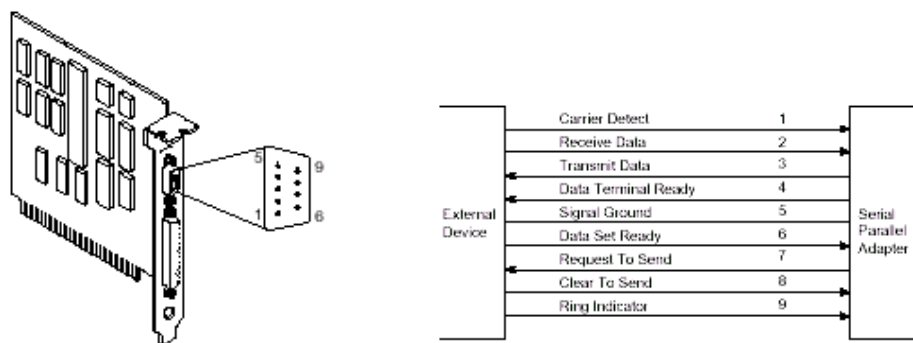 5
9
1
6
External
Device
Carrier Detect 1
Receive Data 2
Transmit Data 3
Data Terminal Ready 4
Signal Ground 5
Data Set Ready 6
Request To Send 7
Clear To Send 8
Ring Indicator 9
Serial
Parallel
Adapter